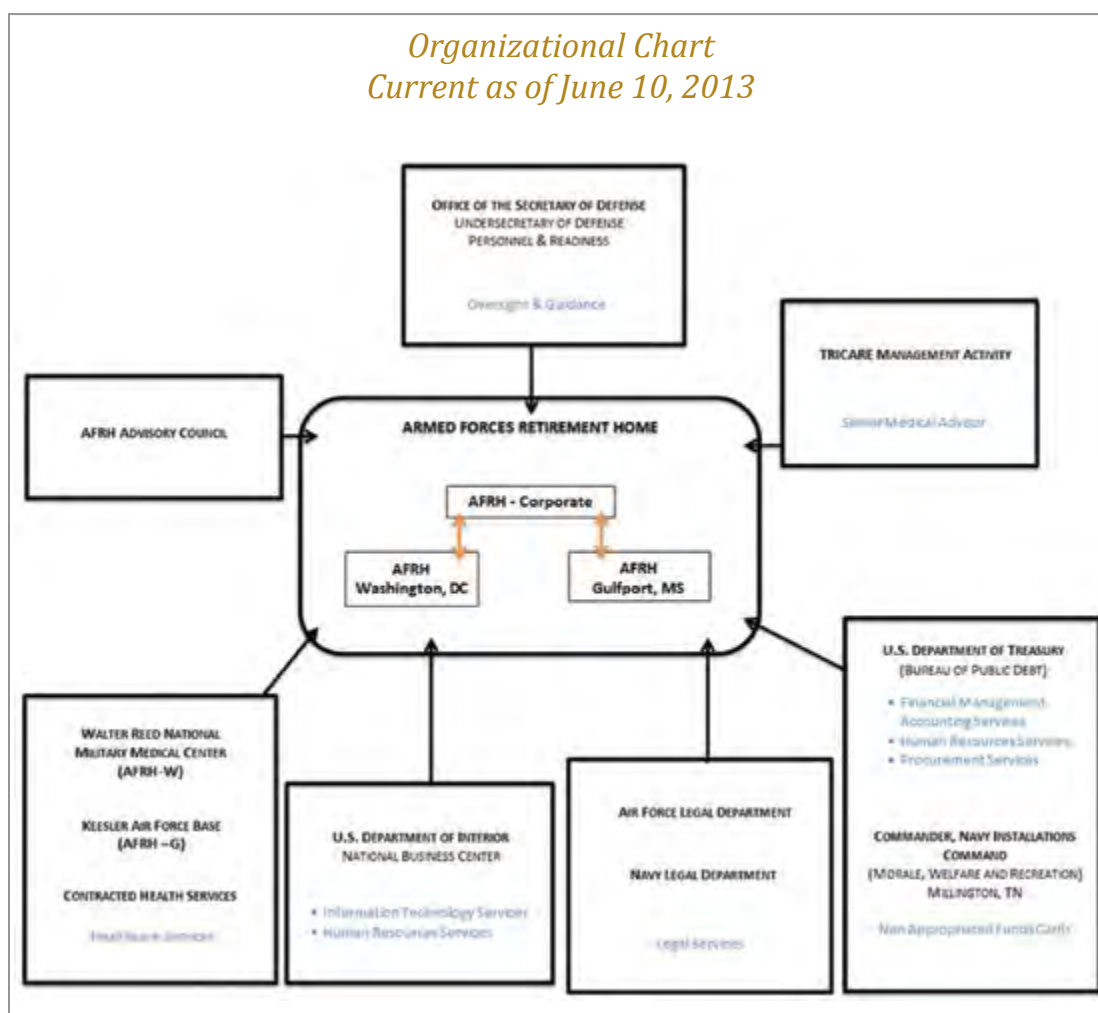 Organizational Chart
Current as of June 10, 2013
OFFICE OF THE SECRETARY OF DEFENSE
UNDERSECRETARY OF DEFENSE
PERSONNEL & READINESS
Oversight & Guidance
TRICARE MANAGEMENT ACTIVITY
Senior Medical Advisor
AFRH ADVISORY COUNCIL
ARMED FORCES RETIREMENT HOME
AFRH - Corporate
AFRH
Washington, DC
AFRH
Gulfport, MS
WALTER REED NATIONAL
MILITARY MEDICAL CENTER
(AFRH-W)
KEESLER AIR FORCE BASE
(AFRH –G)
CONTRACTED HEALTH SERVICES
Healthcare Services
U.S. DEPARTMENT OF INTERIOR
NATIONAL BUSINESS CENTER
• Information Technology Services
• Human Resources Services
AIR FORCE LEGAL DEPARTMENT
NAVY LEGAL DEPARTMENT
Legal Services
U.S. DEPARTMENT OF TREASURY
(BUREAU OF PUBLIC DEBT)
• Financial Management
Accounting Services
• Human Resources Services
• Procurement Services
COMMANDER, NAVY INSTALLATIONS
COMMAND
(MORALE, WELFARE AND RECREATION)
MILLINGTON, TN
Non Appropriated Funds